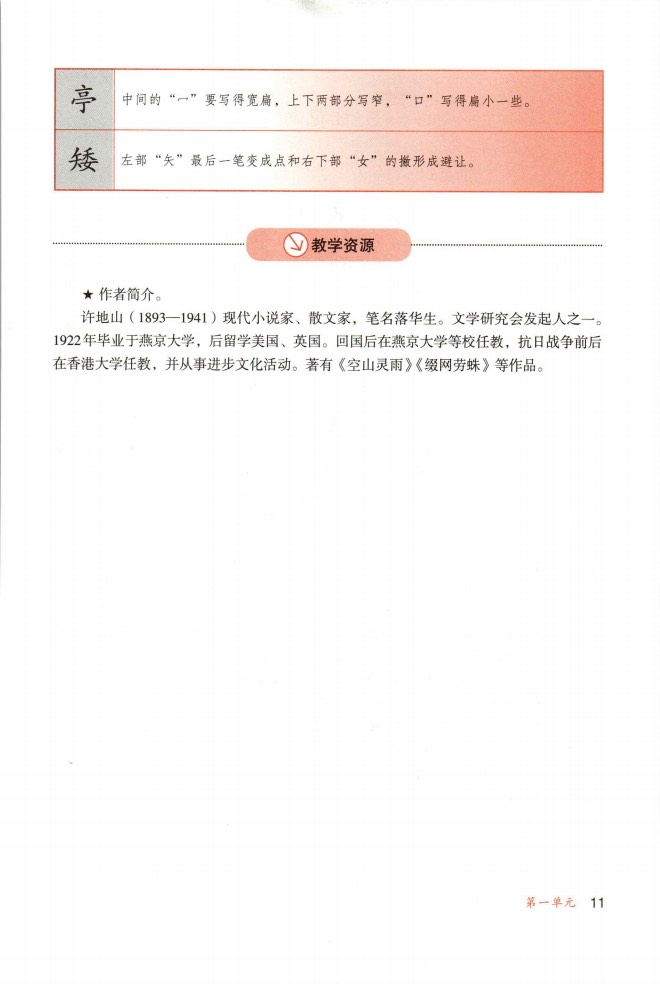 亭 中间的“冖”要写得宽扁，上下两部分写窄，“口”写得扁小一些。
矮 左部“矢”最后一笔变成点和右下部“女”的撇形成避让。
教学资源
★ 作者简介。
许地山（1893—1941）现代小说家、散文家，笔名落华生。文学研究会发起人之一。
1922年毕业于燕京大学，后留学美国、英国。回国后在燕京大学等校任教，抗日战争前后
在香港大学任教，并从事进步文化活动。著有《空山灵雨》《缀网劳蛛》等作品。
第一单元 11